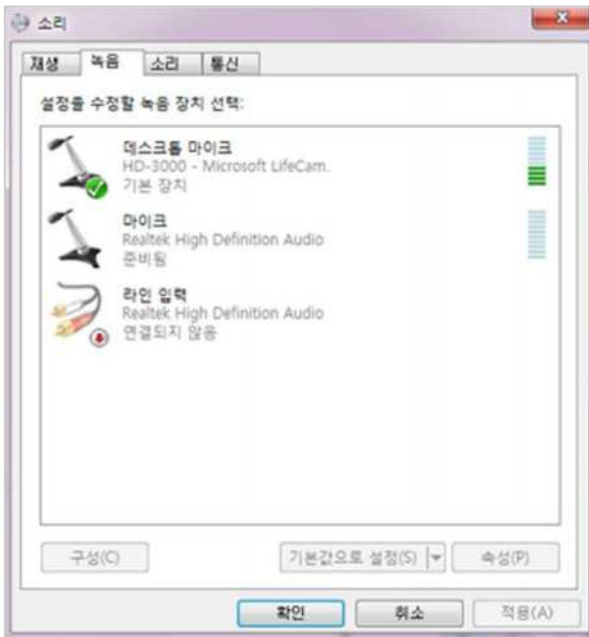 소리
재생 녹음 소리 통신
설정을 수정할 녹음 장치 선택:
데스크톱 마이크
HD-3000 - Microsoft LifeCam.
기본 장치
마이크
Realtek High Definition Audio
준비됨
라인 입력
Realtek High Definition Audio
연결되지 않음
구성(C) 기본값으로 설정(S) 속성(P)
확인 취소 적용(A)